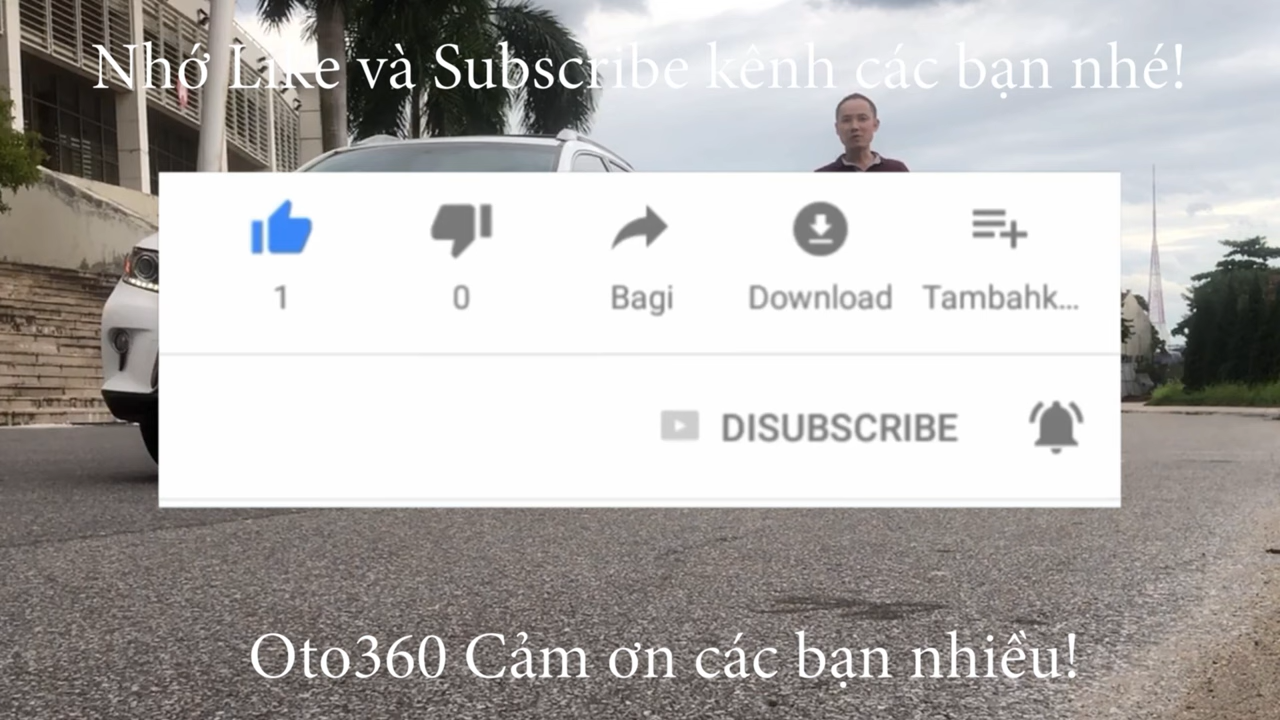 Nhớ Like và Subscribe kênh các bạn nhé!
1 0 Bagi Download Tambahk...
DISUBSCRIBE
Oto360 Cảm ơn các bạn nhiều!